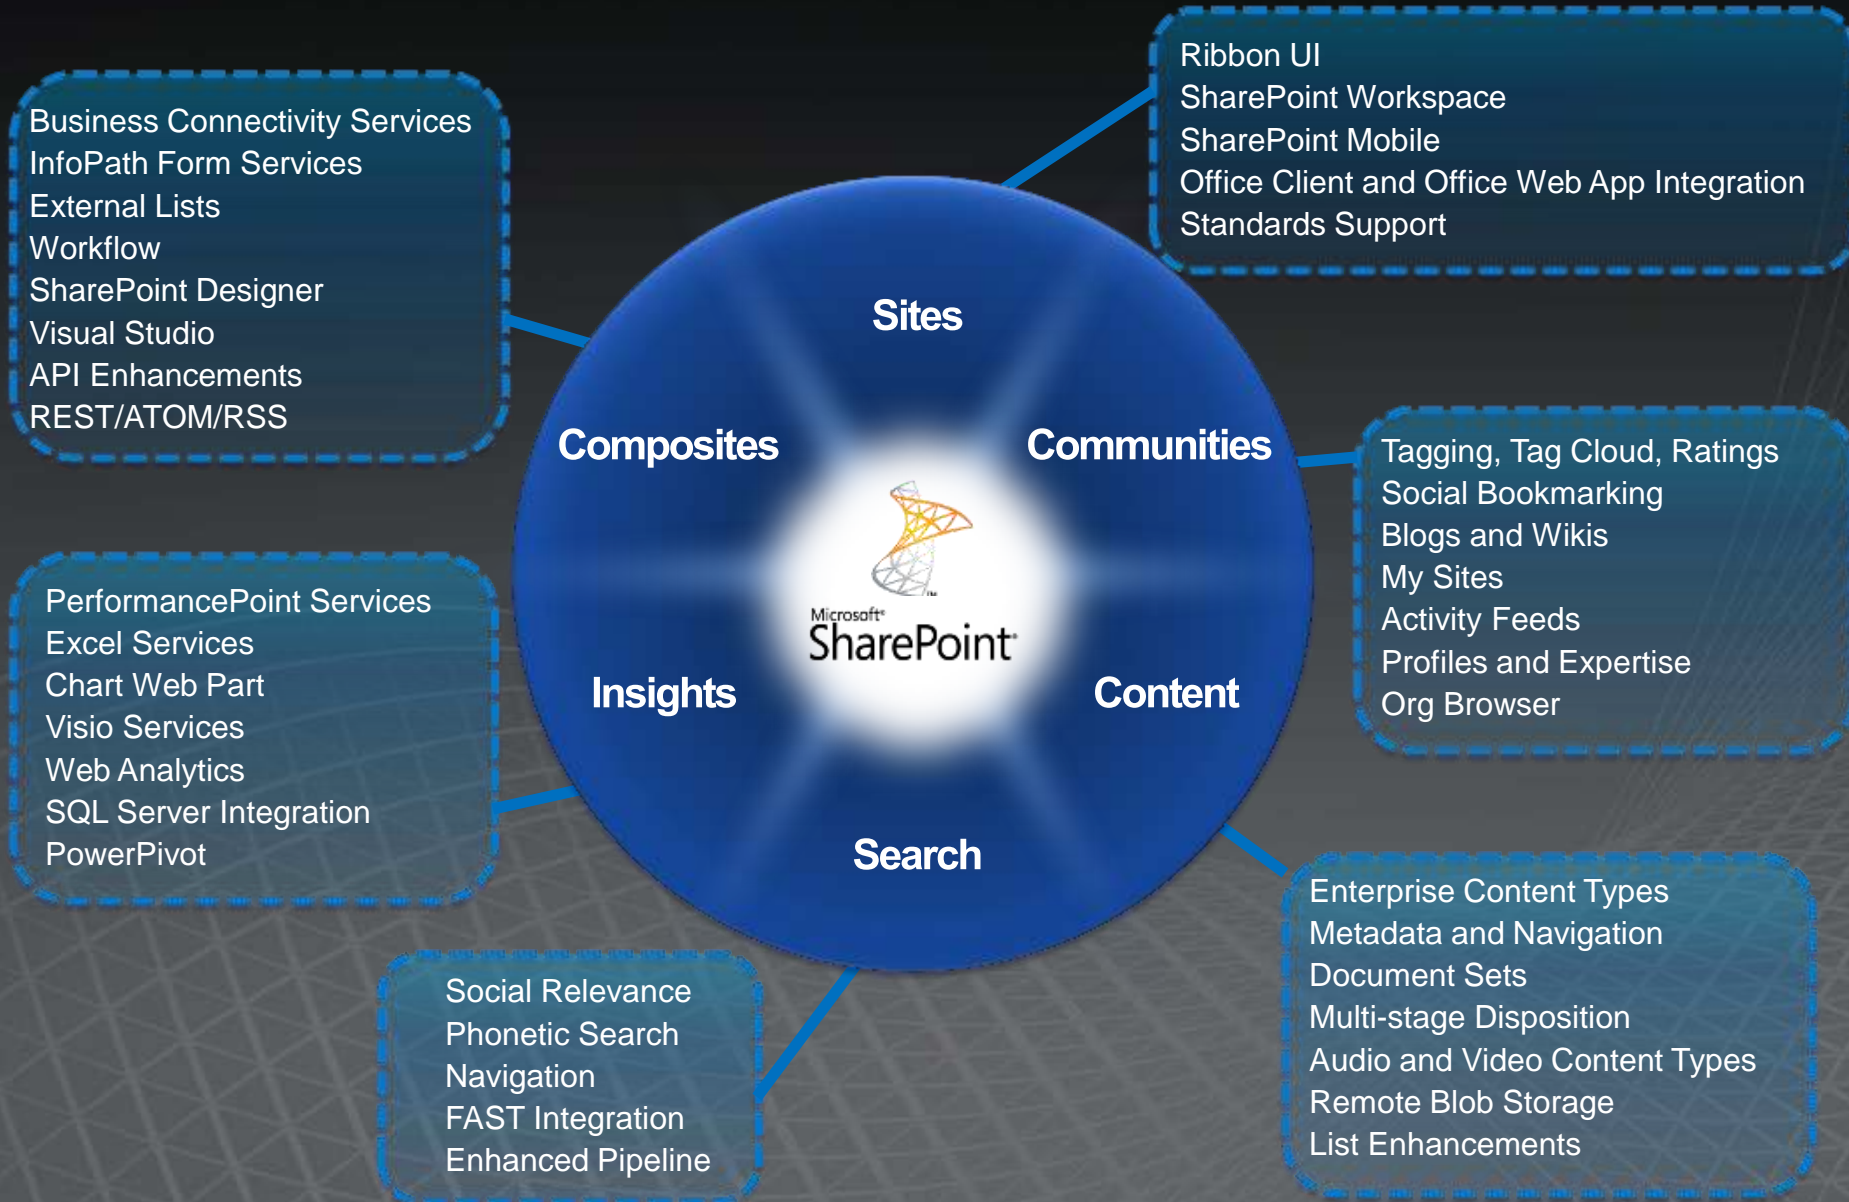 Ribbon UI
SharePoint Workspace
SharePoint Mobile
Office Client and Office Web App Integration
Standards Support
Business Connectivity Services
InfoPath Form Services
External Lists
Workflow
SharePoint Designer
Visual Studio
API Enhancements
REST/ATOM/RSS
Sites
Composites
Communities
Microsoft®
SharePoint®
Insights
Content
Search
Tagging, Tag Cloud, Ratings
Social Bookmarking
Blogs and Wikis
My Sites
Activity Feeds
Profiles and Expertise
Org Browser
PerformancePoint Services
Excel Services
Chart Web Part
Visio Services
Web Analytics
SQL Server Integration
PowerPivot
Enterprise Content Types
Metadata and Navigation
Document Sets
Multi-stage Disposition
Audio and Video Content Types
Remote Blob Storage
List Enhancements
Social Relevance
Phonetic Search
Navigation
FAST Integration
Enhanced Pipeline